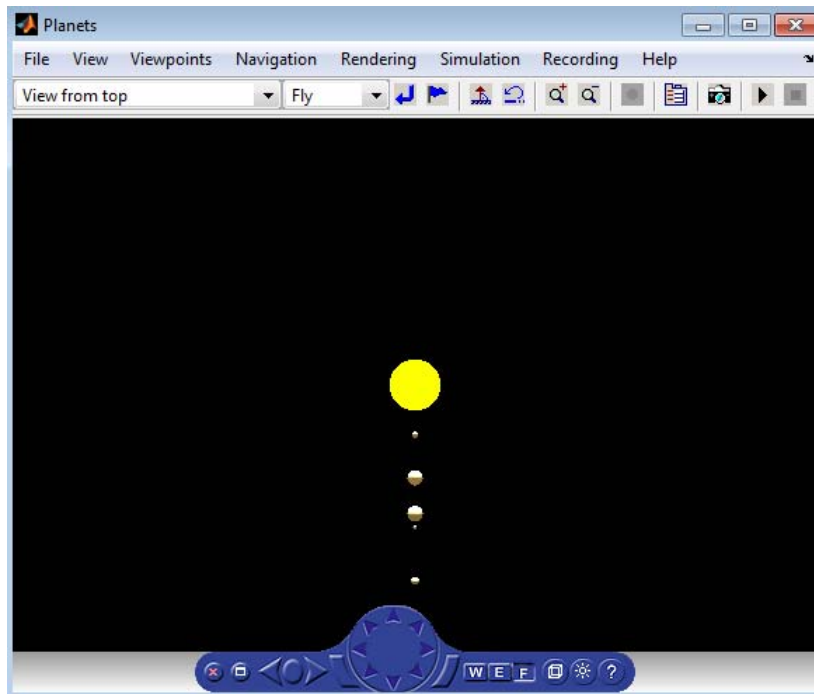 Planets
File View Viewpoints Navigation Rendering Simulation Recording Help
View from top Fly
W E F ?